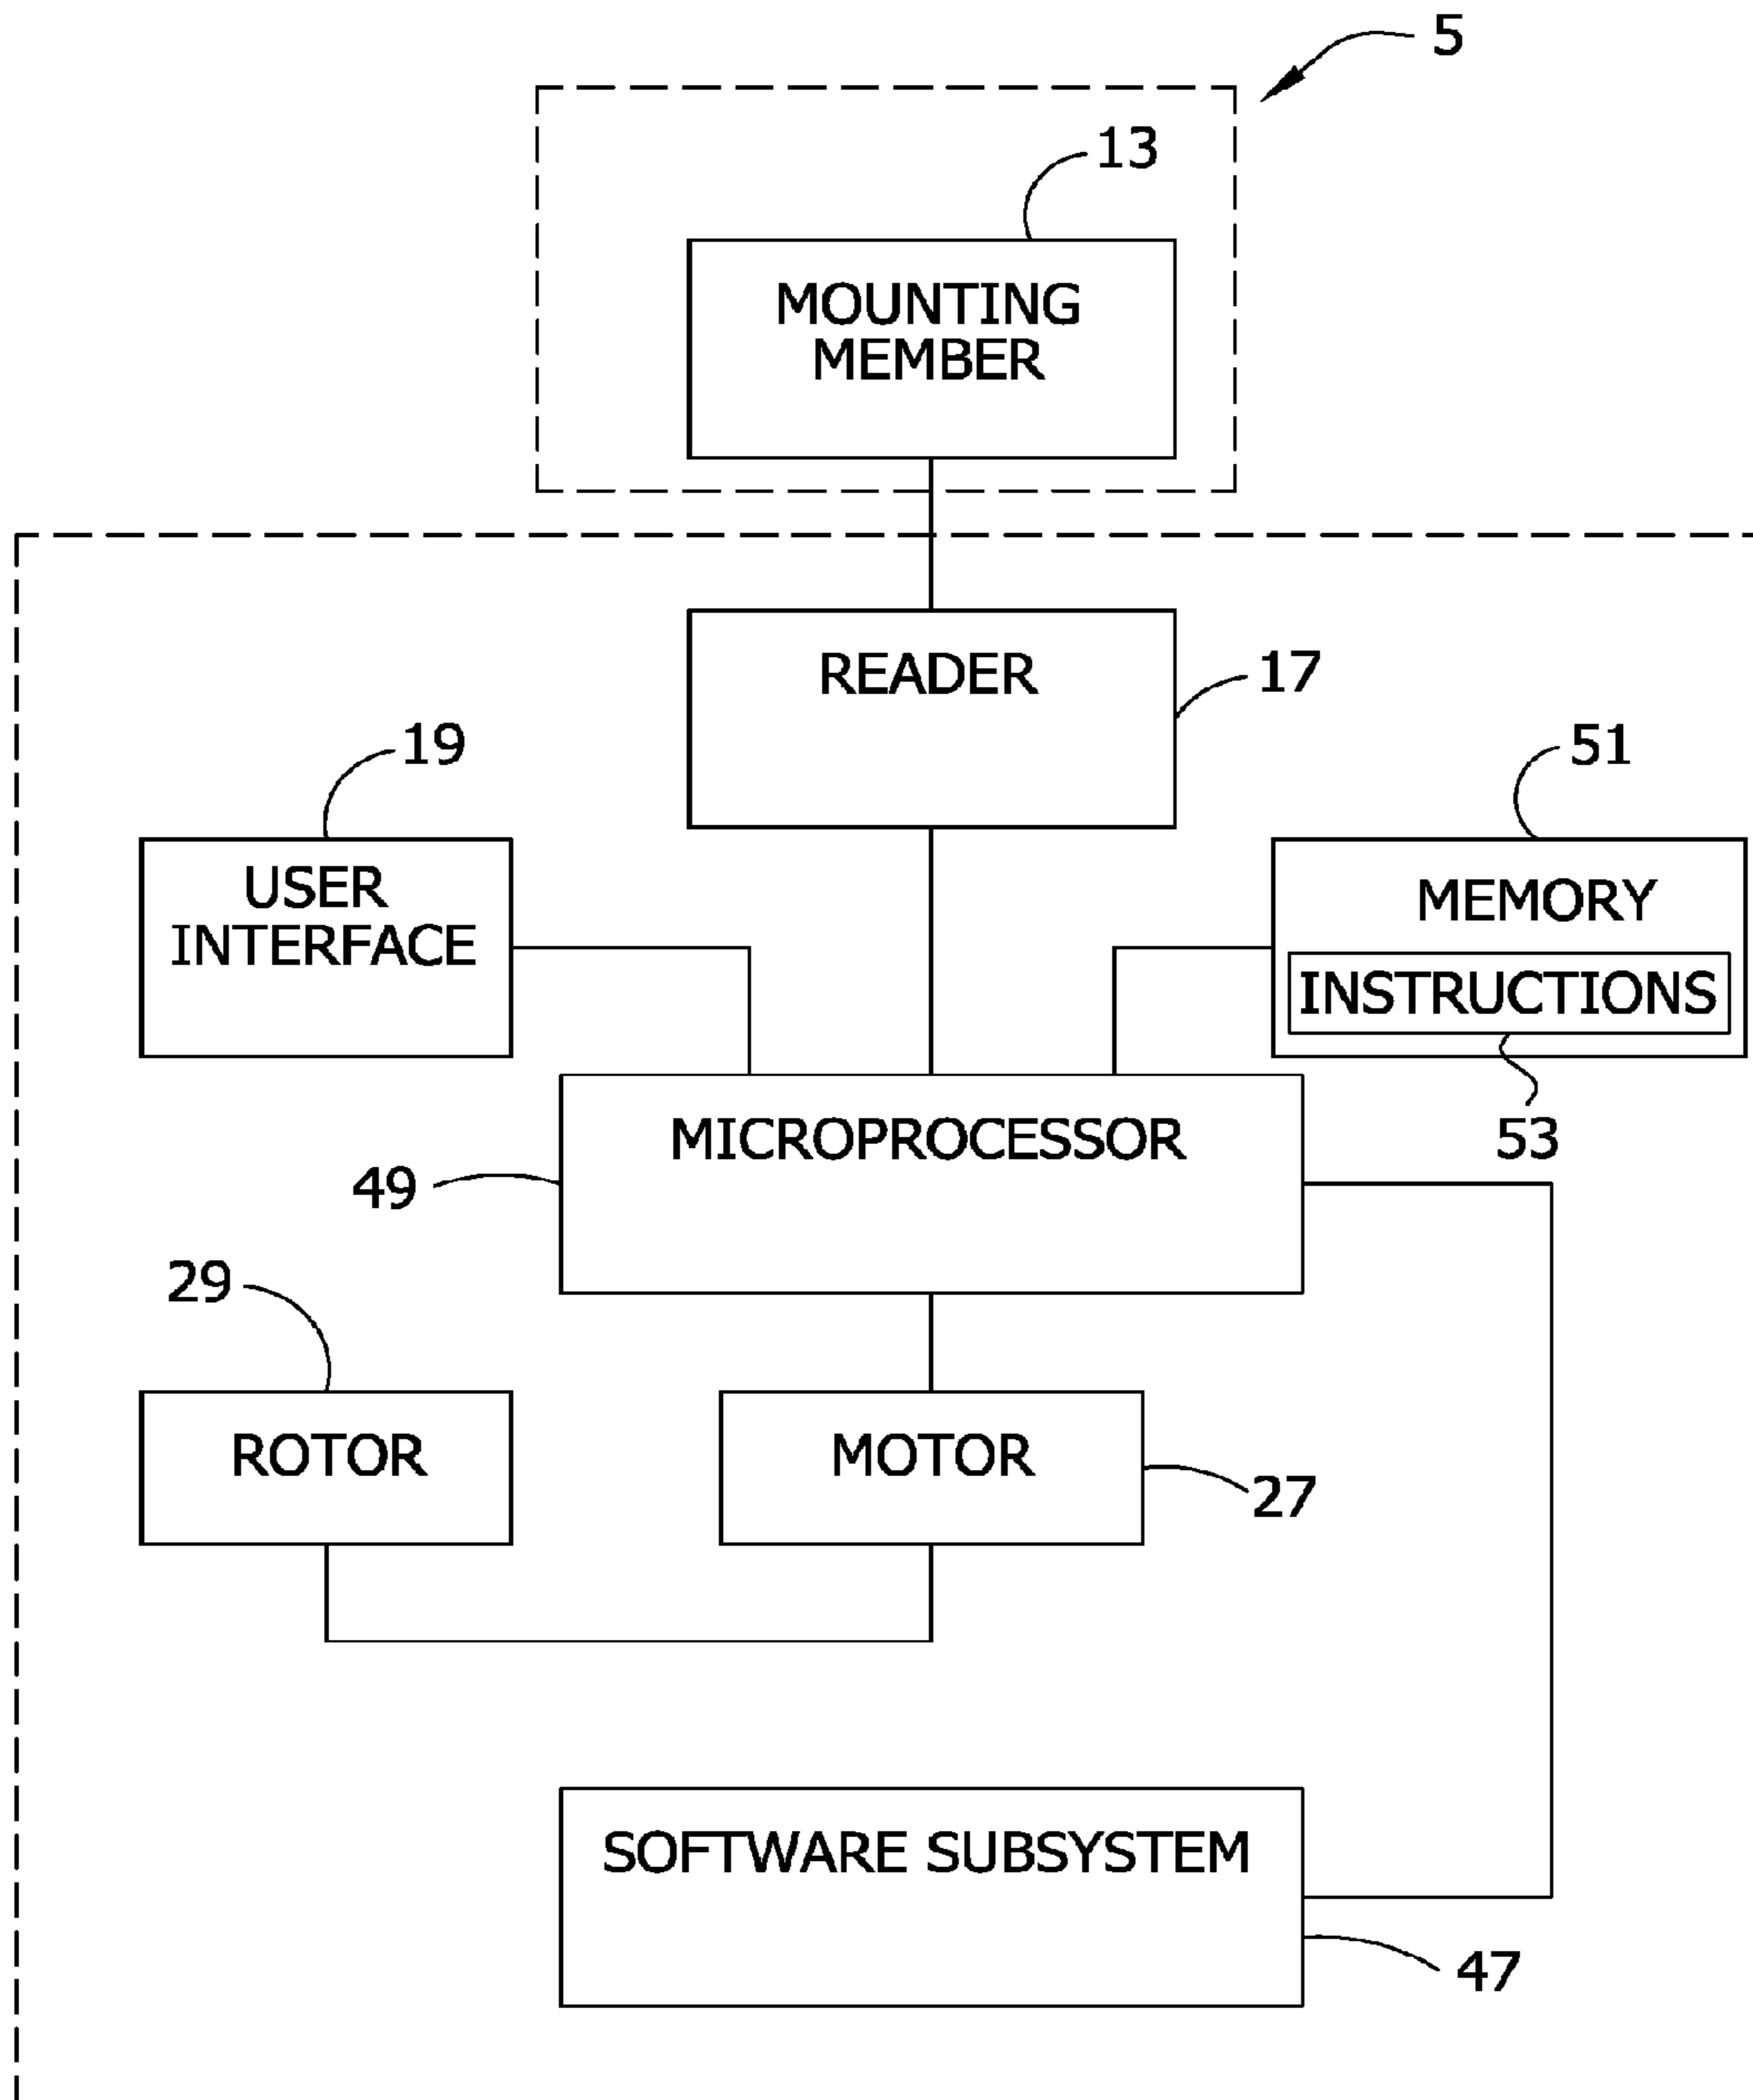 5
13
MOUNTING
MEMBER
READER
17
19
51
USER
INTERFACE
MEMORY
INSTRUCTIONS
53
MICROPROCESSOR
49
29
ROTOR
MOTOR
27
SOFTWARE SUBSYSTEM
47